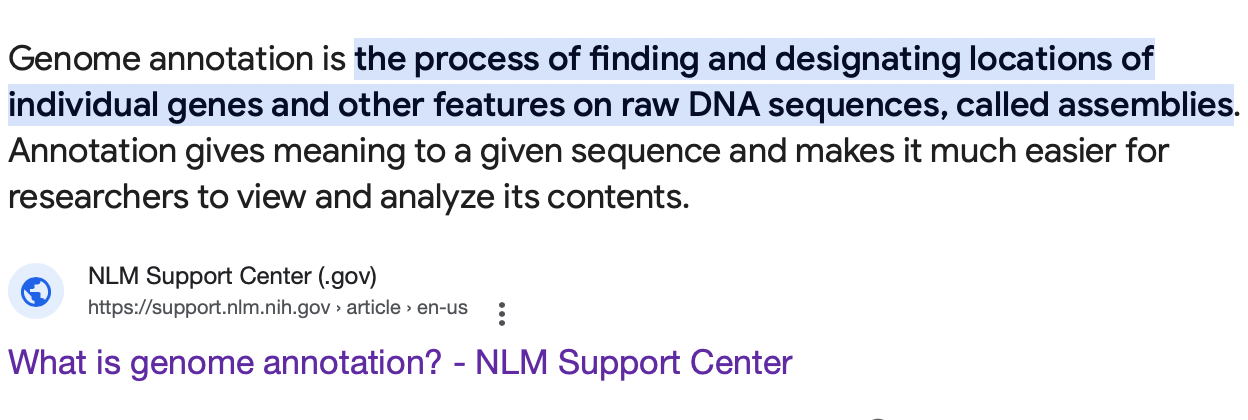 Genome annotation is the process of finding and designating locations of
individual genes and other features on raw DNA sequences, called assemblies.
Annotation gives meaning to a given sequence and makes it much easier for
researchers to view and analyze its contents.
NLM Support Center (.gov)
https://support.nlm.nih.gov › article › en-us
What is genome annotation? - NLM Support Center